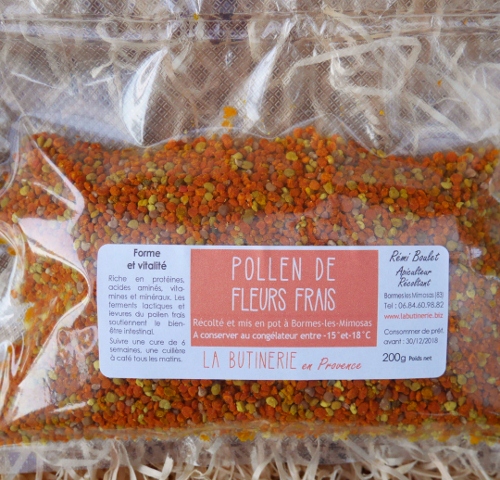 Forme
et vitalité
Riche en protéines,
acides aminés, vita-
mines et minéraux. Les
ferments lactiques et
levures du pollen frais
soutiennent le bien-
être intestinal.
Suivre une cure de 6
semaines, une cuillère
à café tous les matins.
POLLEN DE
FLEURS FRAIS
Récolté et mis en pot à Bormes-les-Mimosas
A conserver au congélateur entre -15°et-18°C
LA BUTINERIE en Provence
Rémi Boulet
Apiculteur
Récoltant
Bormes les Mimosas (83)
Tel : 06.84.60.98.82
www.labutinerie.biz
Consommer de préf.
avant : 30/12/2018
200g Poids net